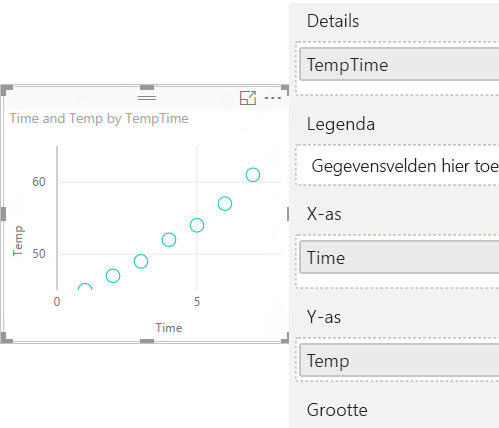 Time and Temp by TempTime
60
50
Temp
0
5
Time
Details
TempTime
Legenda
Gegevensvelden hier toe
X-as
Time
Y-as
Temp
Grootte